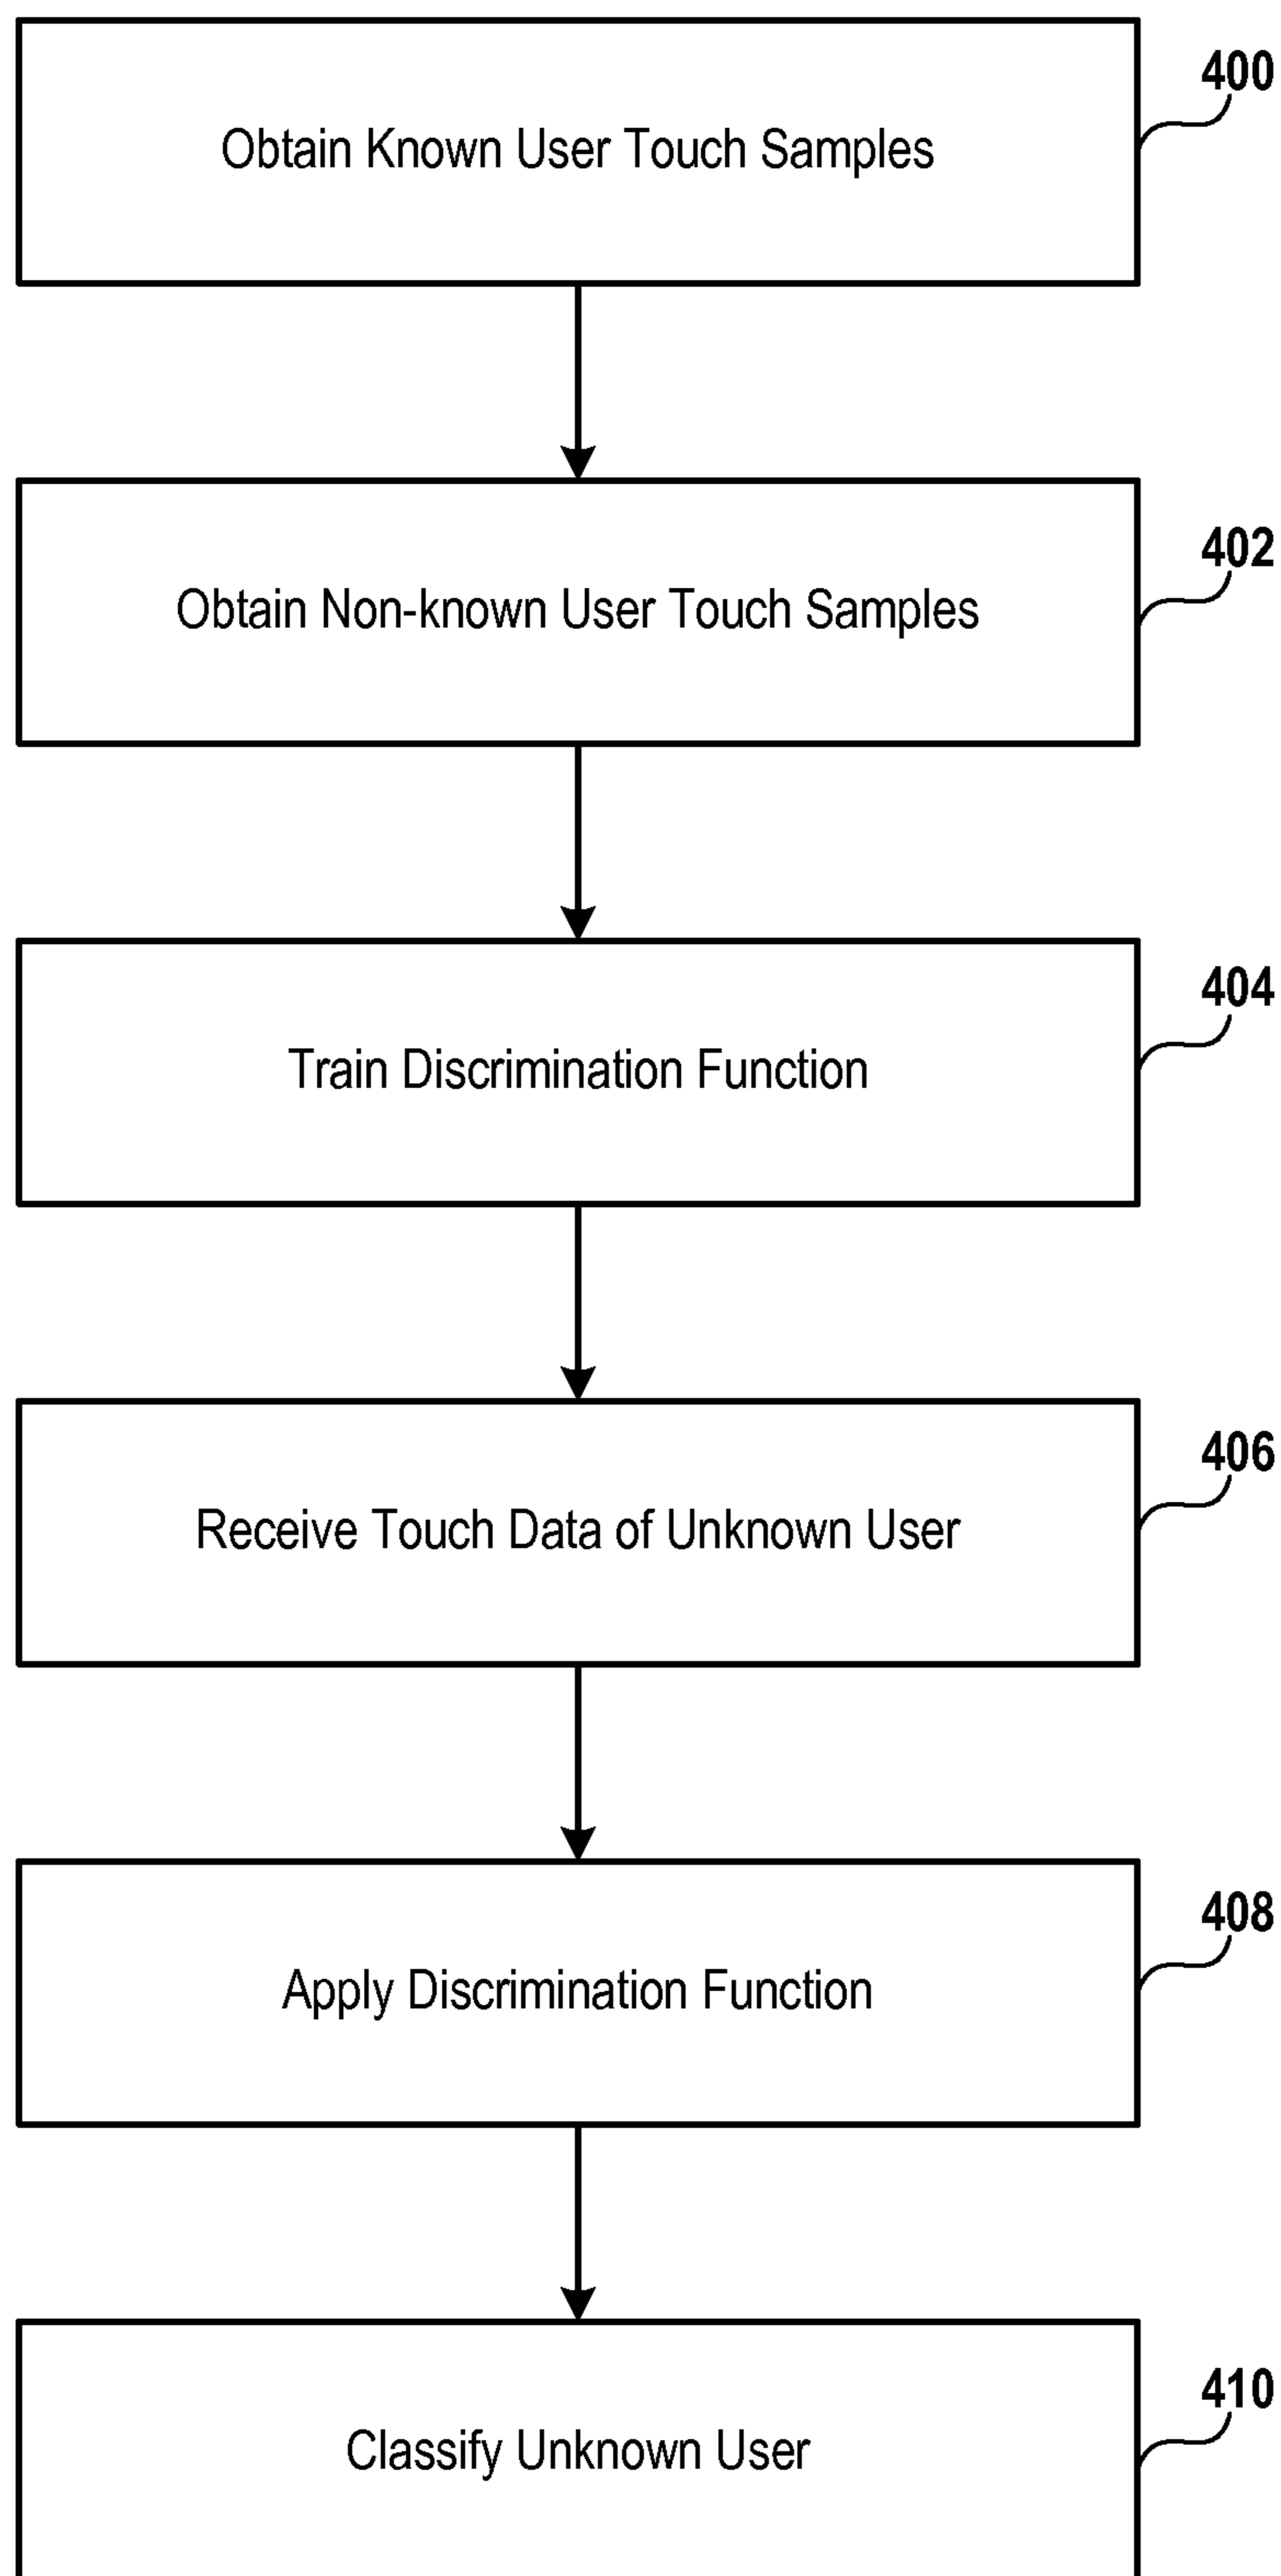 400
Obtain Known User Touch Samples
402
Obtain Non-known User Touch Samples
404
Train Discrimination Function
406
Receive Touch Data of Unknown User
408
Apply Discrimination Function
410
Classify Unknown User